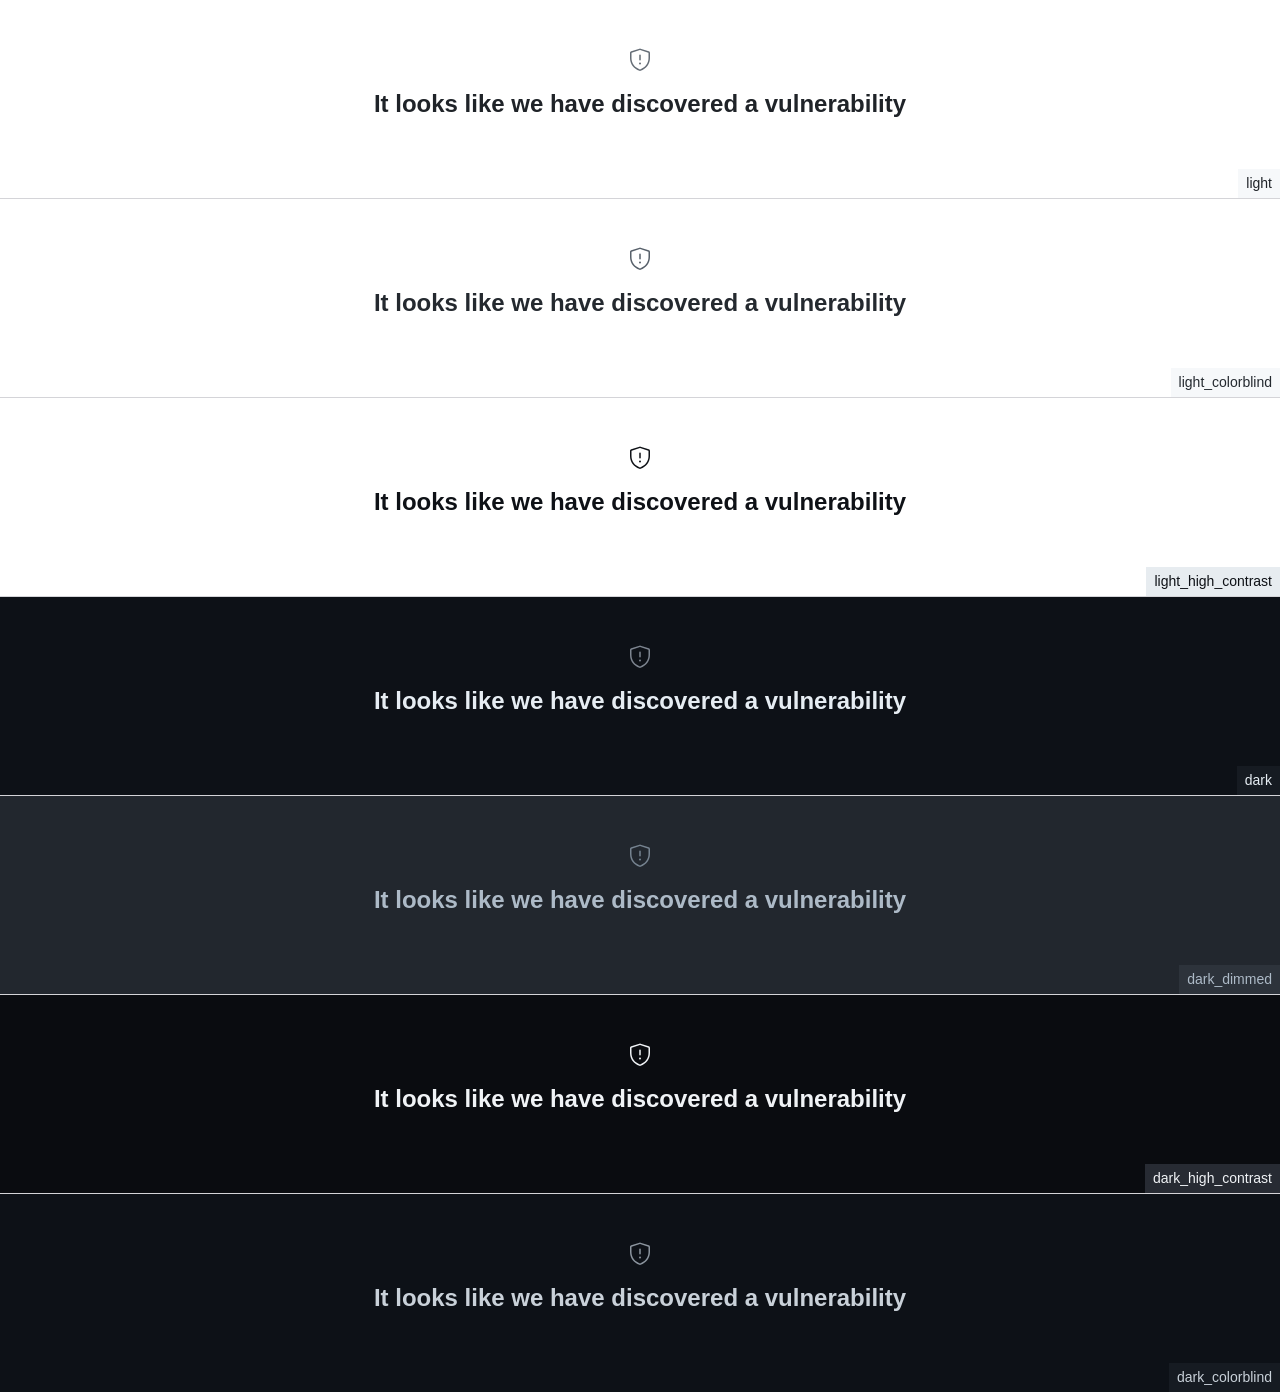 It looks like we have discovered a vulnerability
light
It looks like we have discovered a vulnerability
light_colorblind
It looks like we have discovered a vulnerability
light_high_contrast
It looks like we have discovered a vulnerability
dark
It looks like we have discovered a vulnerability
dark_dimmed
It looks like we have discovered a vulnerability
dark_high_contrast
It looks like we have discovered a vulnerability
dark_colorblind